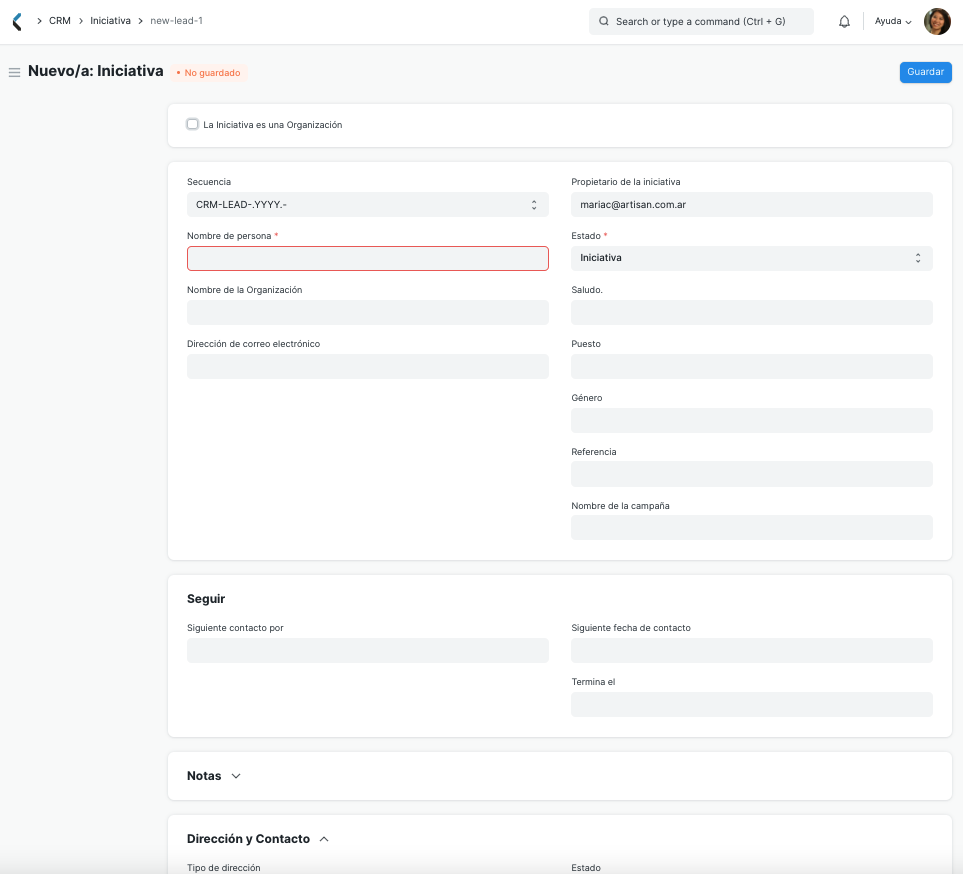 CRM
Iniciativa
new-lead-1
Search or type a command (Ctrl + G)
Ayuda
Nuevo/a: Iniciativa
No guardado
Guardar
La Iniciativa es una Organización
Secuencia
CRM-LEAD-.YYYY.-
Nombre de persona *
Nombre de la Organización
Dirección de correo electrónico
Propietario de la iniciativa
mariac@artisan.com.ar
Estado *
Iniciativa
Saludo.
Puesto
Género
Referencia
Nombre de la campaña
Seguir
Siguiente contacto por
Siguiente fecha de contacto
Termina el
Notas
Dirección y Contacto
Tipo de dirección
Estado